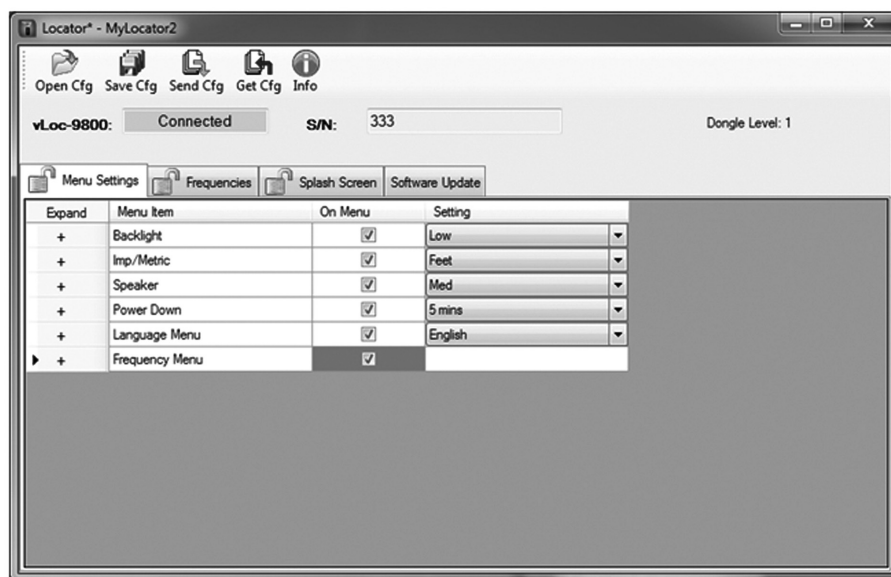 Locator* - MyLocator2
Open Cfg Save Cfg Send Cfg Get Cfg Info
vLoc-9800: Connected S/N: 333 Dongle Level: 1
Menu Settings Frequencies Splash Screen Software Update
Expand Menu Item On Menu Setting
+ Backlight Low
+ Imp/Metric Feet
+ Speaker Med
+ Power Down 5 mins
+ Language Menu English
+ Frequency Menu